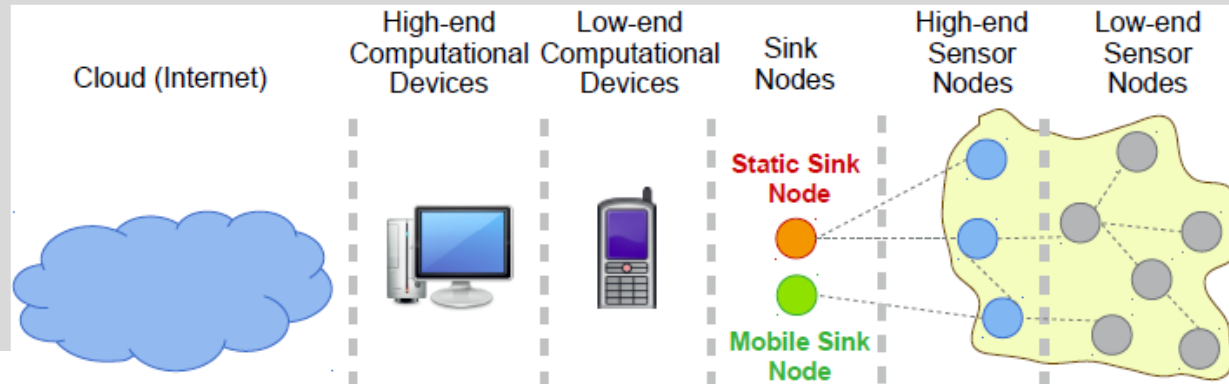 Cloud (Internet)
High-end
Computational
Devices
Low-end
Computational
Devices
Sink
Nodes
High-end
Sensor
Nodes
Low-end
Sensor
Nodes
Static Sink
Node
Mobile Sink
Node